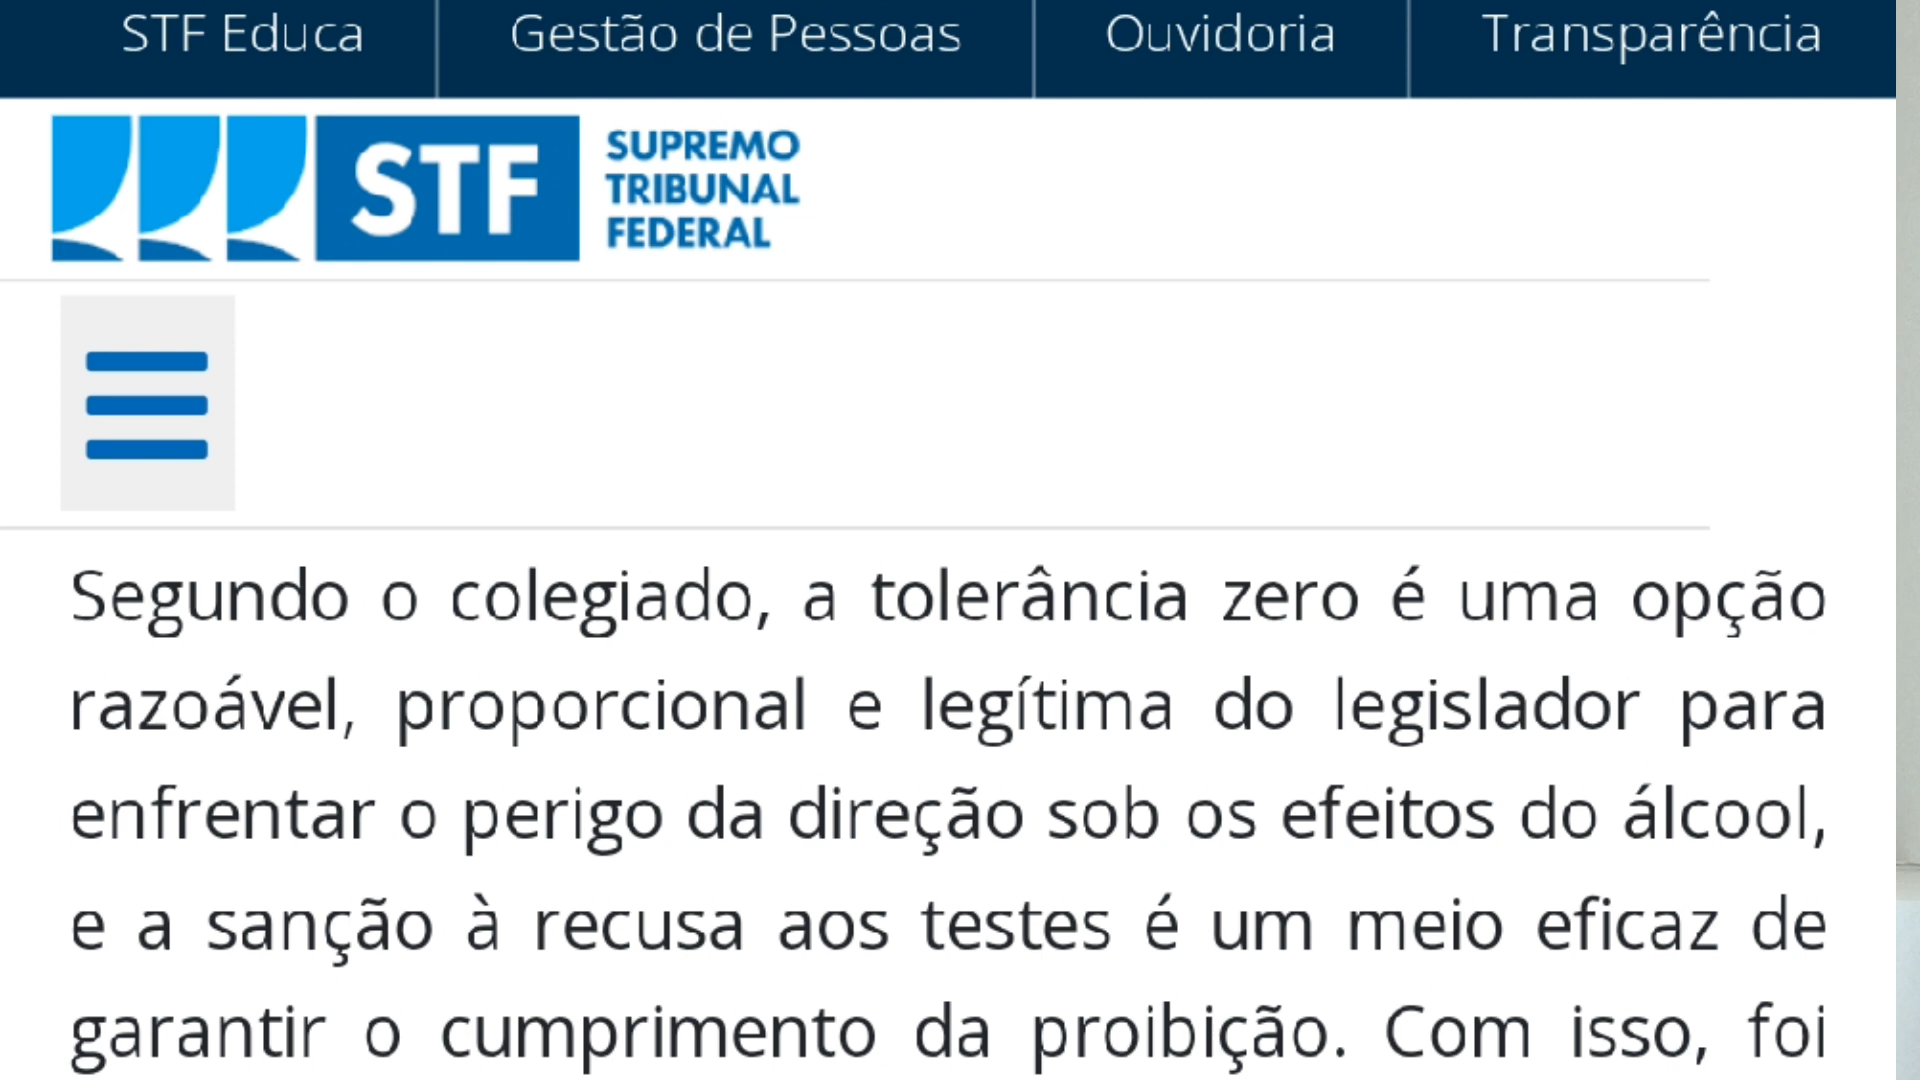 STF Educa Gestão de Pessoas Ouvidoria Transparência
STF SUPREMO
TRIBUNAL
FEDERAL
Segundo o colegiado, a tolerância zero é uma opção
razoável, proporcional e legítima do legislador para
enfrentar o perigo da direção sob os efeitos do álcool,
e a sanção à recusa aos testes é um meio eficaz de
garantir o cumprimento da proibição. Com isso, foi